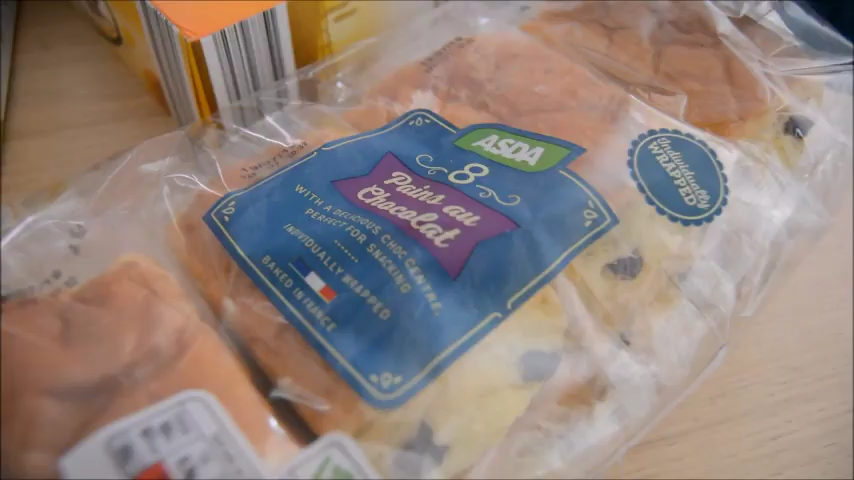 ASDA
8
Pains au
Chocolat
WITH A DELICIOUS CHOC CENTRE,
PERFECT FOR SNACKING
INDIVIDUALLY WRAPPED
BAKED IN FRANCE
Individually
WRAPPED